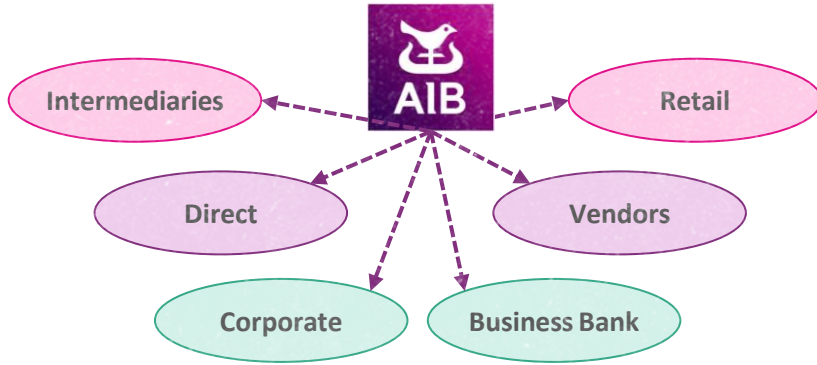 AIB
Intermediaries
Retail
Direct
Vendors
Corporate
Business Bank